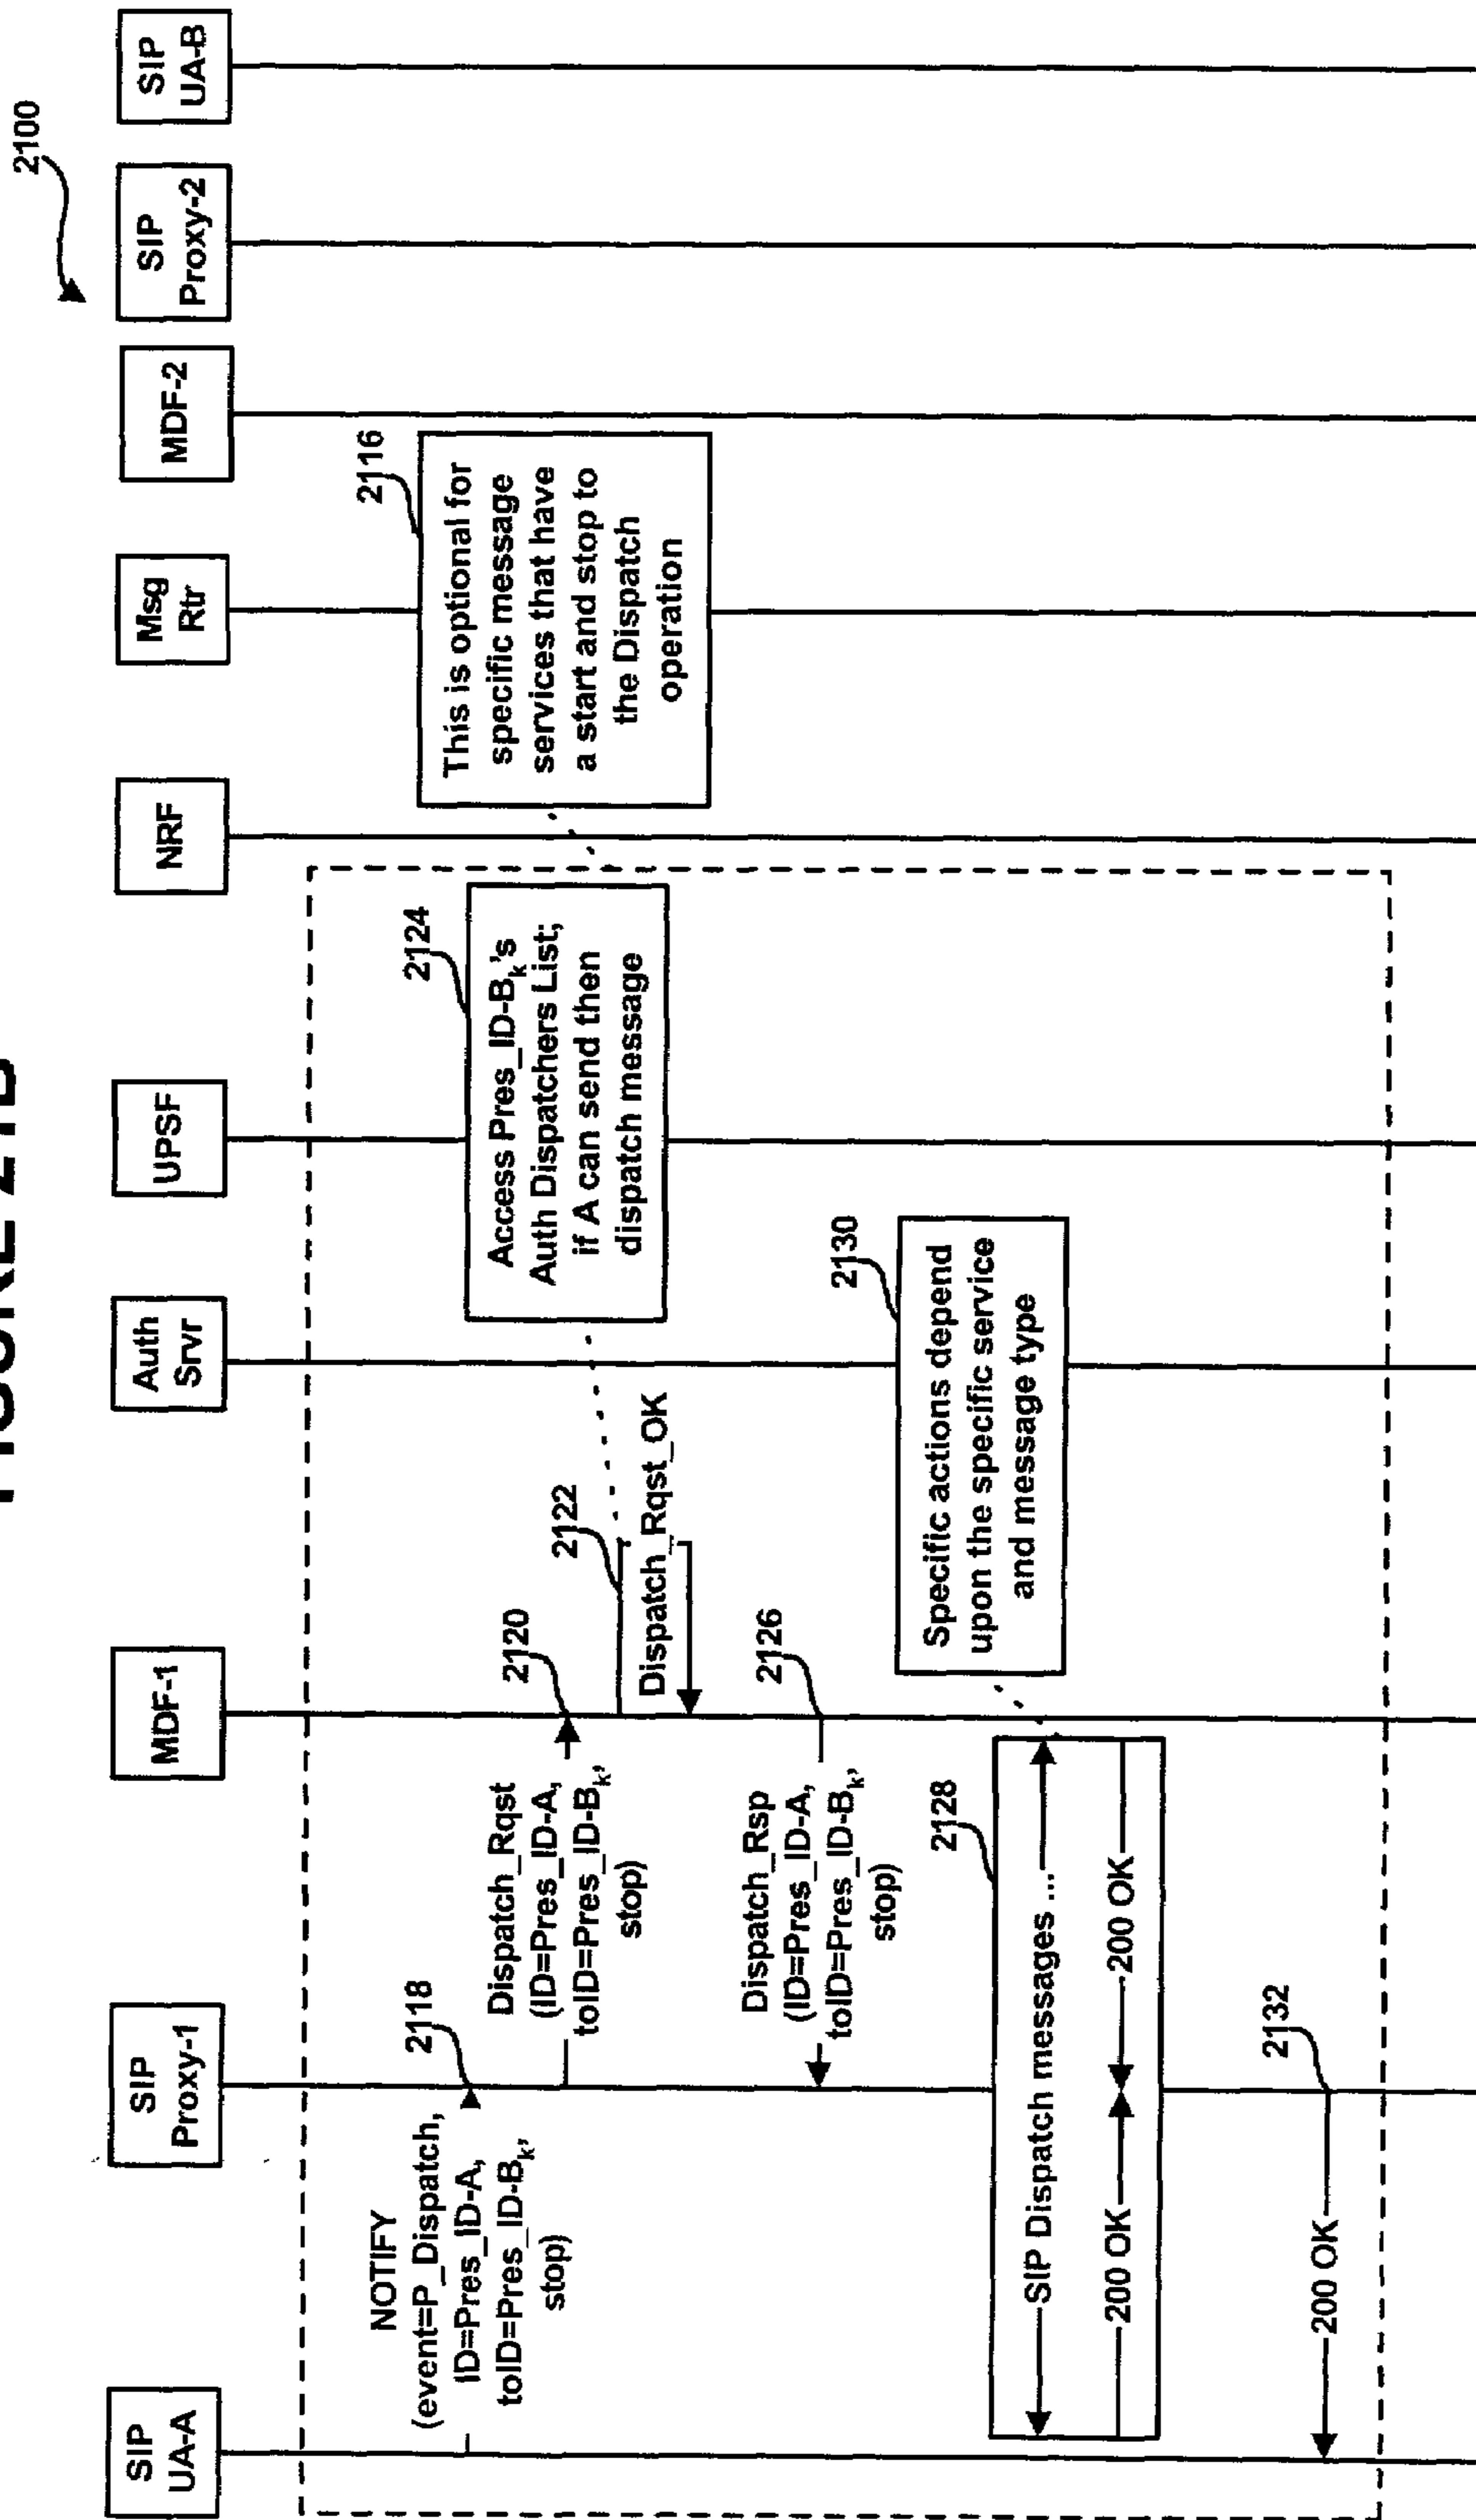 2100
SIP
UA-A
SIP
Proxy-1
MDF-1
Auth
Srvr
UPSF
NRF
Msg
Rtr
MDF-2
SIP
Proxy-2
SIP
UA-B
2116
This is optional for
specific message
services that have
a start and stop to
the Dispatch
operation
NOTIFY
(event=P_Dispatch,
ID=Pres_ID-A,
toID=Pres_ID-Bk,
stop)
2118
Dispatch_Rqst
(ID=Pres_ID-A,
toID=Pres_ID-Bk,
stop)
2120
2122
Dispatch_Rqst_OK
2124
Access Pres_ID-Bk's
Auth Dispatchers List;
if A can send then
dispatch message
Dispatch_Rsp
(ID=Pres_ID-A,
toID=Pres_ID-Bk,
stop)
2126
2128
SIP Dispatch messages ...
200 OK
200 OK
2130
Specific actions depend
upon the specific service
and message type
200 OK
2132